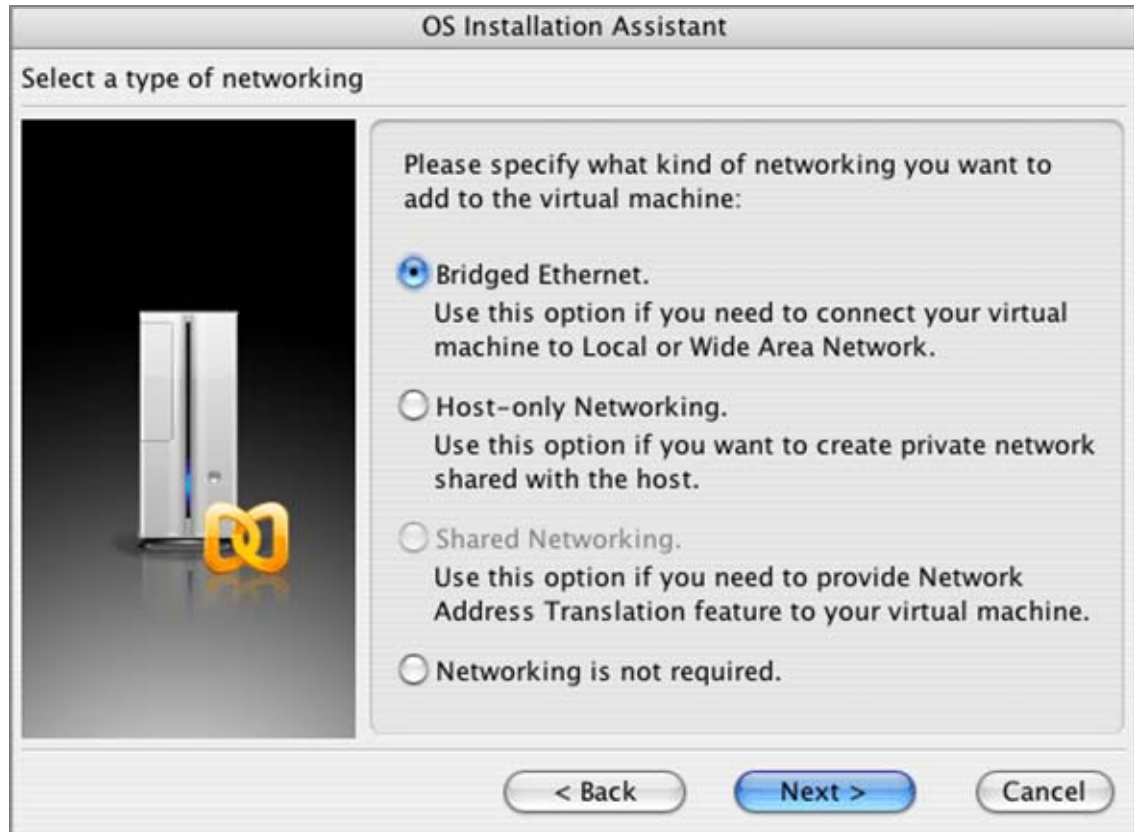 OS Installation Assistant
Select a type of networking
Please specify what kind of networking you want to
add to the virtual machine:
Bridged Ethernet.
Use this option if you need to connect your virtual
machine to Local or Wide Area Network.
Host-only Networking.
Use this option if you want to create private network
shared with the host.
Shared Networking.
Use this option if you need to provide Network
Address Translation feature to your virtual machine.
Networking is not required.
< Back
Next >
Cancel